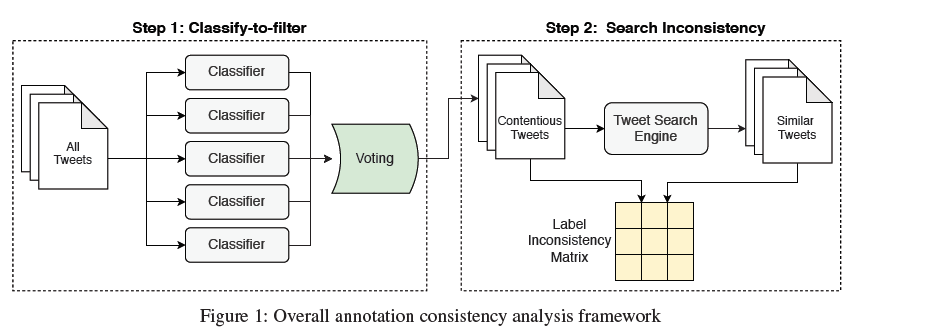 Step 1: Classify-to-filter
All
Tweets
Classifier
Classifier
Classifier
Classifier
Classifier
Voting
Step 2: Search Inconsistency
Contentious
Tweets
Tweet Search
Engine
Similar
Tweets
Label
Inconsistency
Matrix
Figure 1: Overall annotation consistency analysis framework